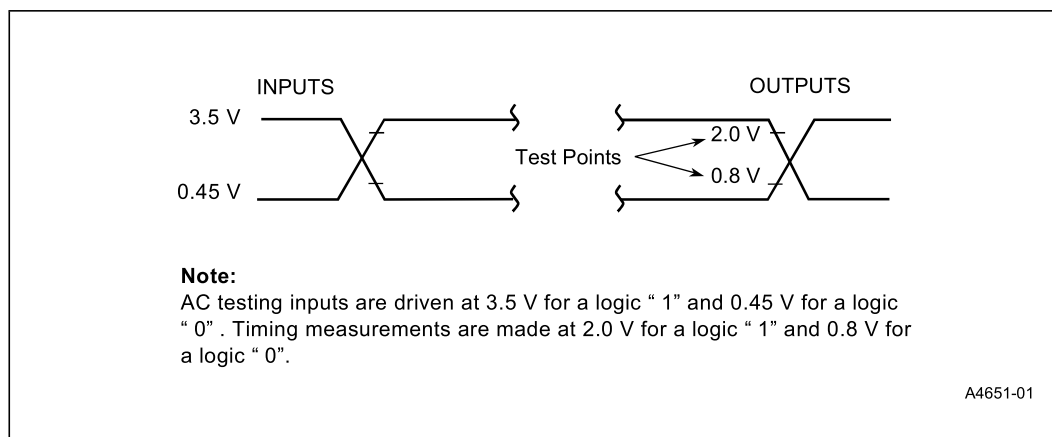 INPUTS
OUTPUTS
3.5 V
2.0 V
Test Points
0.8 V
0.45 V
Note:
AC testing inputs are driven at 3.5 V for a logic “ 1” and 0.45 V for a logic
“ 0” . Timing measurements are made at 2.0 V for a logic “ 1” and 0.8 V for
a logic “ 0”.
A4651-01